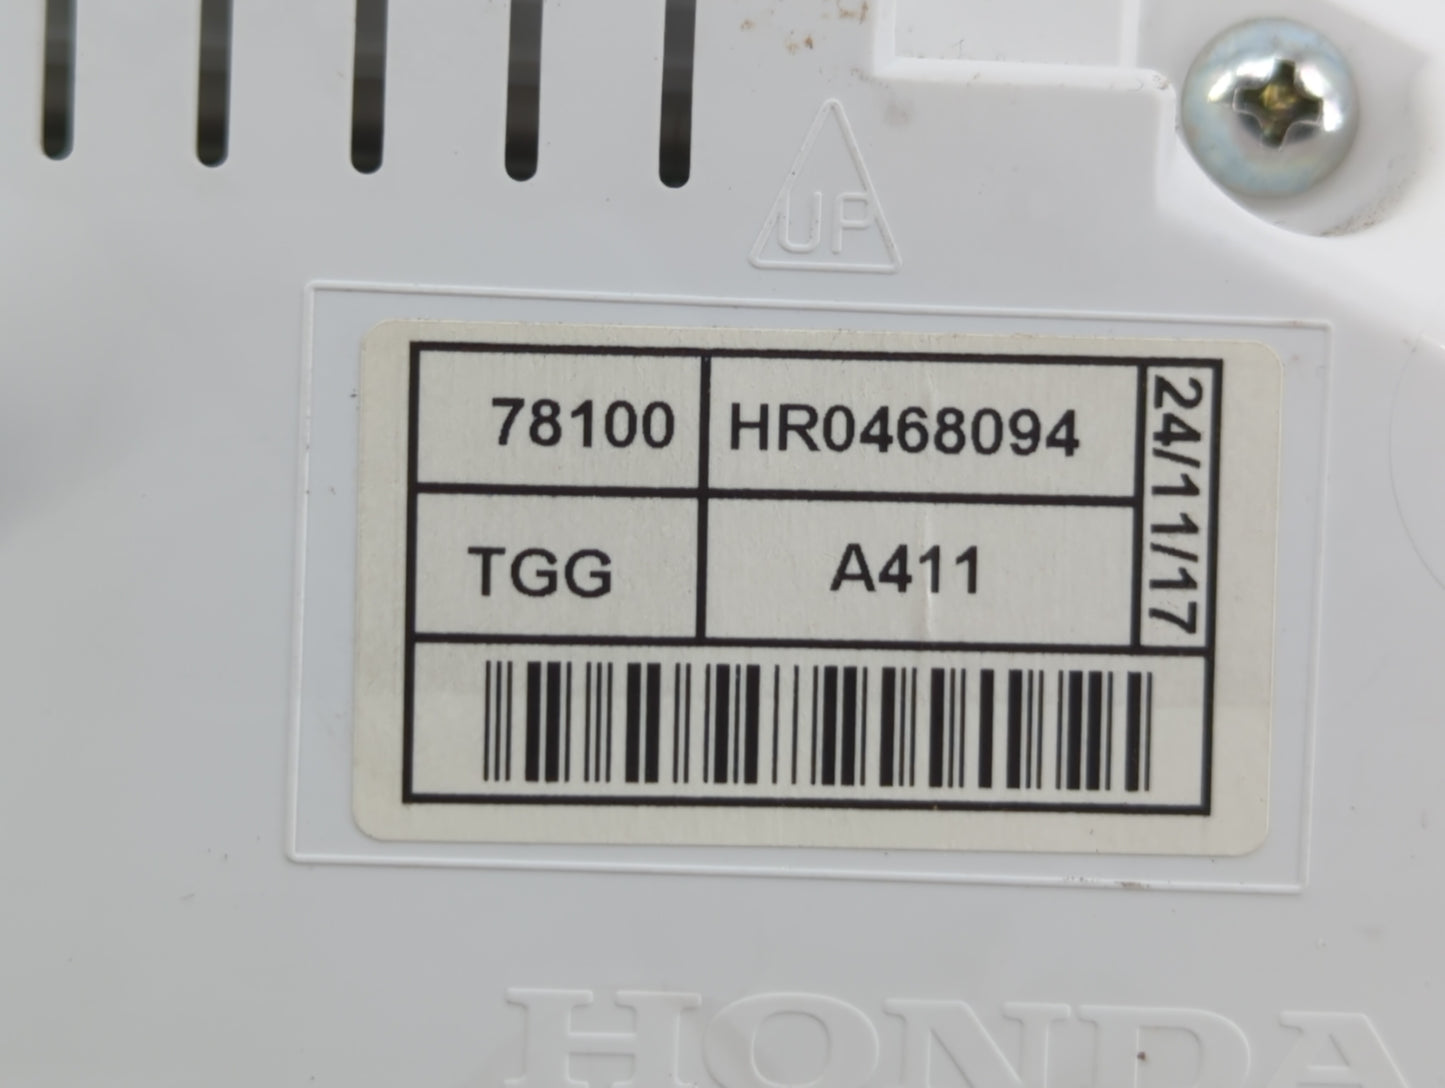 UP
78100 HR0468094 24/11/17
TGG A411
HONDA